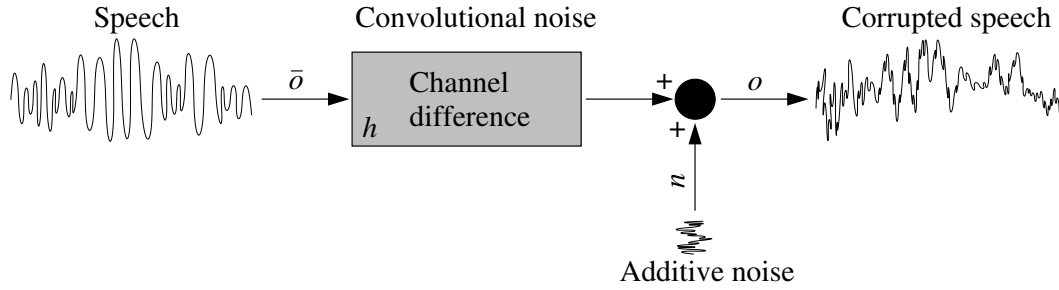 Speech
Convolutional noise
Corrupted speech
ō
Channel
difference
h
+
+
o
n
Additive noise